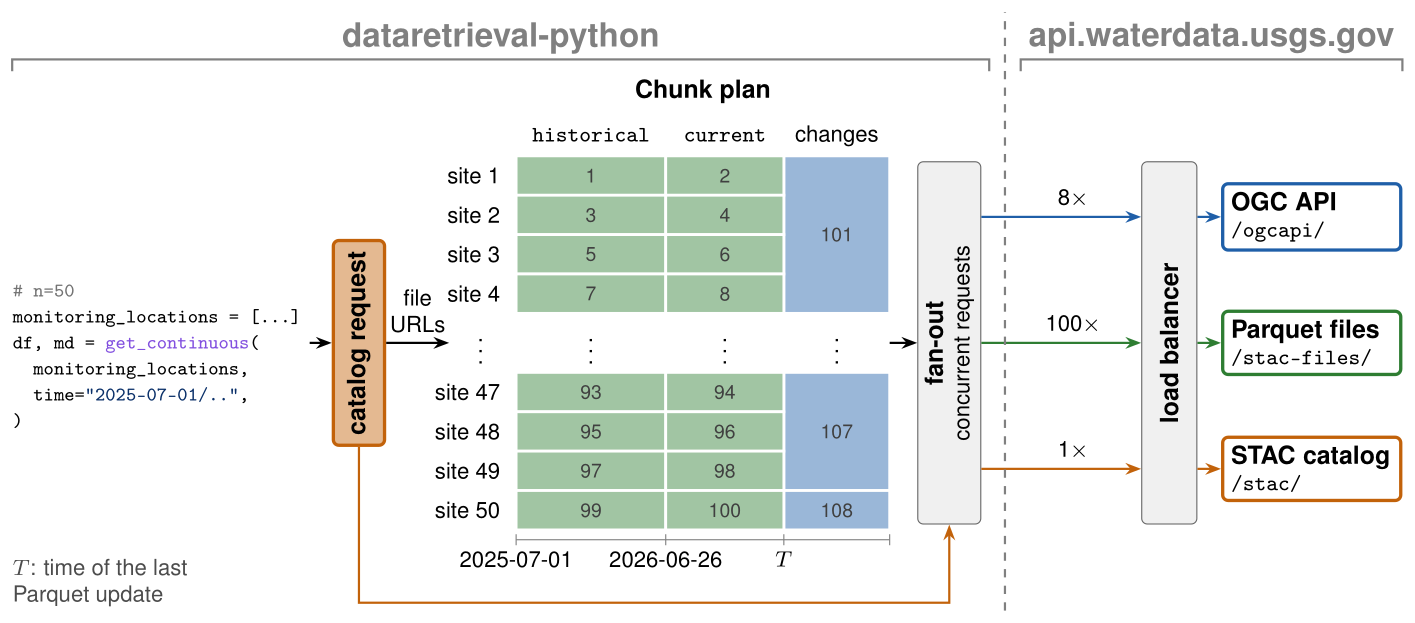 dataretrieval-python
api.waterdata.usgs.gov
Chunk plan
historical current changes
site 1 1 2
site 2 3 4
101
site 3 5 6
site 4 7 8
# n=50
monitoring_locations = [...]
df, md = get_continuous(
monitoring_locations,
time="2025-07-01/..",
)
catalog request
file
URLs
site 47 93 94
site 48 95 96 107
site 49 97 98
site 50 99 100 108
2025-07-01 2026-06-26 T
T: time of the last
Parquet update
fan-out
concurrent requests
8×
100×
1×
load balancer
OGC API
/ogcapi/
Parquet files
/stac-files/
STAC catalog
/stac/